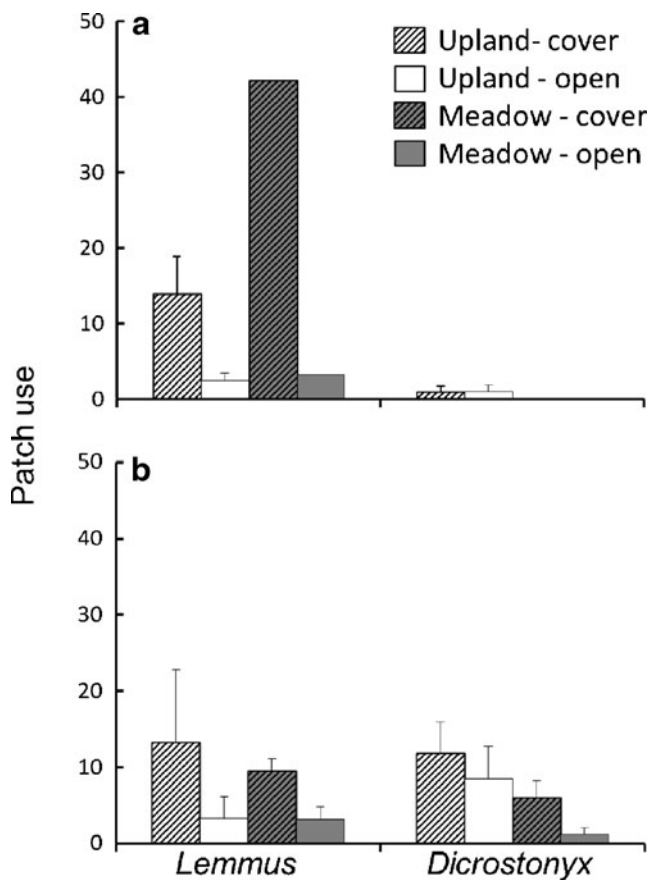 a
Upland- cover
Upland - open
Meadow - cover
Meadow - open
50
40
30
20
10
0
Patch use
b
50
40
30
20
10
0
Lemmus Dicrostonyx